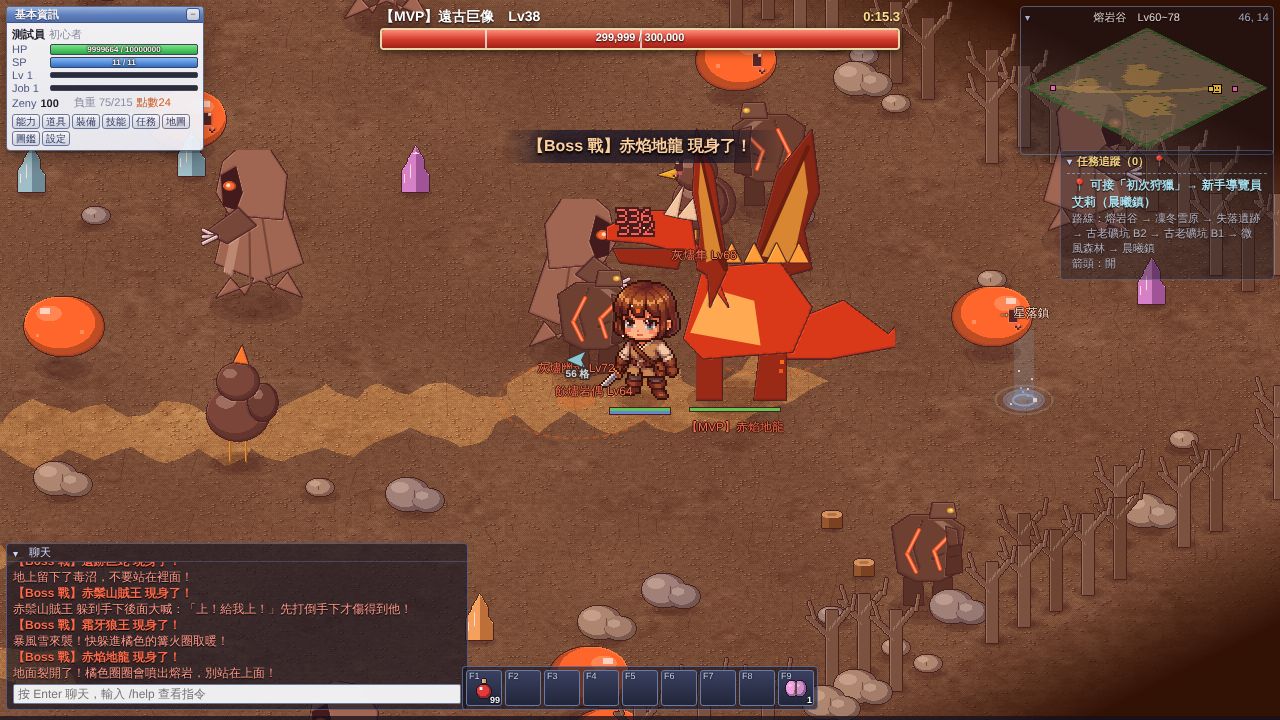 基本資訊
測試員 初心者
HP 9999664 / 10000000
SP 11 / 11
Lv 1
Job 1
Zeny 100 負重 75/215 點數24
能力 道具 裝備 技能 任務 地圖
圖鑑 設定
【MVP】遠古巨像 Lv38 0:15.3
299,999 / 300,000
熔岩谷 Lv60~78 46, 14
任務追蹤（0）
可接「初次狩獵」→ 新手導覽員
艾莉（晨曦鎮）
路線：熔岩谷 → 凜冬雪原 → 失落遺跡
→ 古老礦坑 B2 → 古老礦坑 B1 → 微
風森林 → 晨曦鎮
箭頭：開
【Boss 戰】赤焰地龍 現身了！
336
332
灰燼隼 Lv68
→ 星落鎮
Lv72
56 格
餘燼岩偶 Lv64
【MVP】赤焰地龍
聊天
【Boss 戰】遺跡巨蛇 現身了！
地上留下了毒沼，不要站在裡面！
【Boss 戰】赤鬃山賊王 現身了！
赤鬃山賊王 躲到手下後面大喊：「上！給我上！」先打倒手下才傷得到他！
【Boss 戰】霜牙狼王 現身了！
暴風雪來襲！快躲進橘色的篝火圈取暖！
【Boss 戰】赤焰地龍 現身了！
地面裂開了！橘色圈圈會噴出熔岩，別站在上面！
按 Enter 聊天，輸入 /help 查看指令
F1 F2 F3 F4 F5 F6 F7 F8 F9
99 1